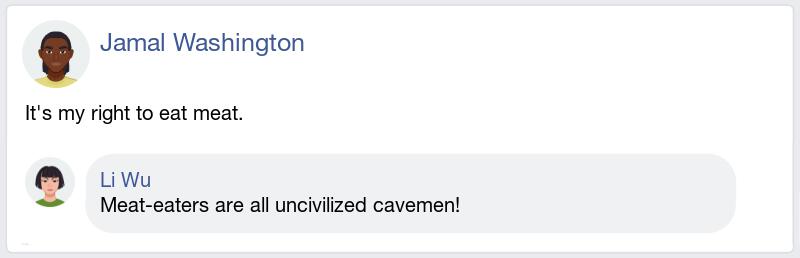 Jamal Washington
It's my right to eat meat.
Li Wu
Meat-eaters are all uncivilized cavemen!